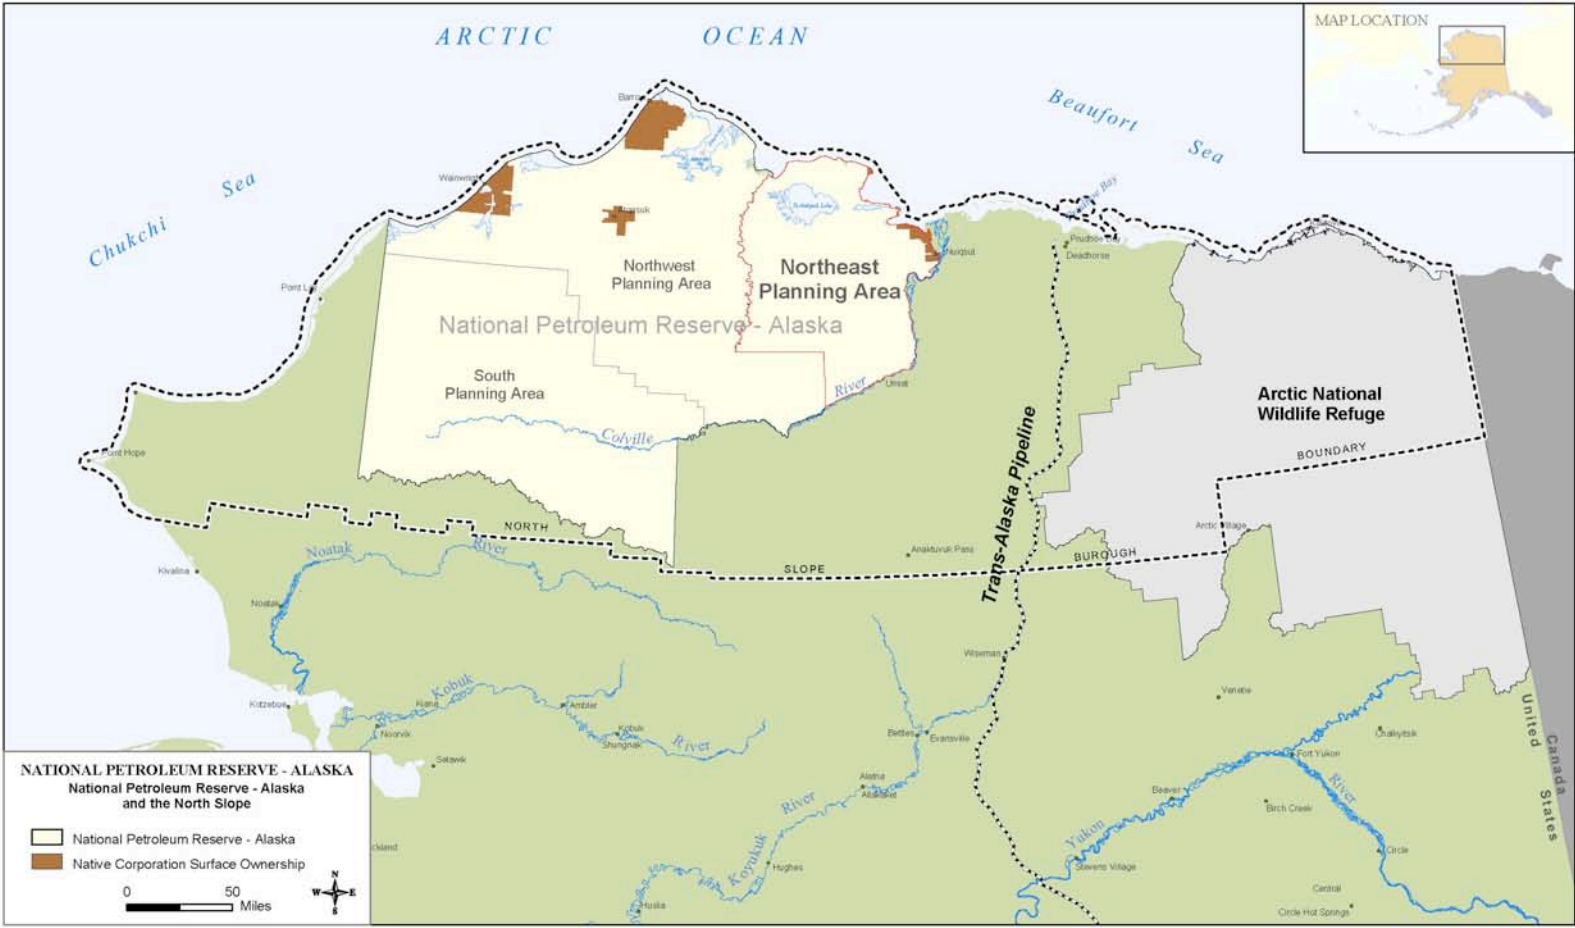 ARCTIC OCEAN
MAP LOCATION
Beaufort
Sea
Chukchi Sea
Wainwright
Atqasuk
Northwest
Planning Area
Northeast
Planning Area
National Petroleum Reserve - Alaska
South
Planning Area
Nuiqsut
Prudhoe Bay
Deadhorse
Umiat
River
Colville
Point Hope
Arctic National
Wildlife Refuge
BOUNDARY
Trans-Alaska Pipeline
Arctic Village
NORTH
SLOPE
BUROUGH
Anaktuvuk Pass
Noatak River
Kivalina
Noatak
Wiseman
Kobuk
River
Kiana
Ambler
Kotzebue
Noorvik
Kobuk
Shungnak
Selawik
Bettles
Evansville
Venetie
Chalkyitsik
Fort Yukon
United
States
Canada
Alatna
Allakaket
Beaver
Birch Creek
River
Yukon
River
Koyukuk
Stevens Village
Circle
Hughes
Huslia
Central
Circle Hot Springs
ckland
NATIONAL PETROLEUM RESERVE - ALASKA
National Petroleum Reserve - Alaska
and the North Slope
National Petroleum Reserve - Alaska
Native Corporation Surface Ownership
N
W E
S
0 50
Miles